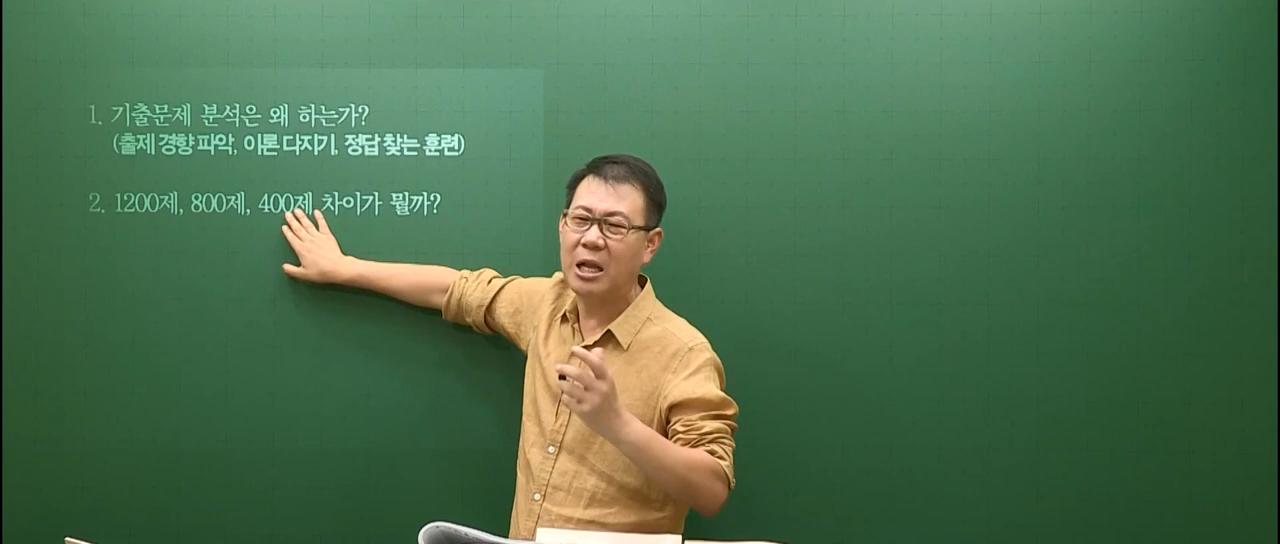 1. 기출문제 분석은 왜 하는가?
(출제 경향 파악, 이론 다지기, 정답 찾는 훈련)
2. 1200제, 800제, 400제 차이가 뭘까?